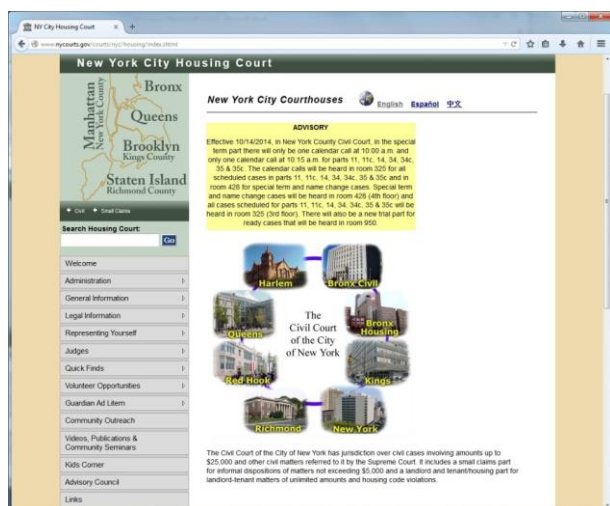 NY City Housing Court
www.nycourts.gov/courts/nyc/housing/index.shtml
New York City Housing Court
Manhattan
New York County
Bronx
Queens
Brooklyn
Kings County
Staten Island
Richmond County
Civil Small Claims
Search Housing Court:
Go
Welcome
Administration
General Information
Legal Information
Representing Yourself
Judges
Quick Finds
Volunteer Opportunities
Guardian Ad Litem
Community Outreach
Videos, Publications &
Community Seminars
Kids Corner
Advisory Council
Links
New York City Courthouses
English Español 中文
ADVISORY
Effective 10/14/2014, in New York County Civil Court, in the special
term part there will only be one calendar call at 10:00 a.m. and
only one calendar call at 10:15 a.m. for parts 11, 11c, 14, 34, 34c,
35 & 35c. The calendar calls will be heard in room 325 for all
scheduled cases in parts 11, 11c, 14, 34, 34c, 35 & 35c and in
room 428 for special term and name change cases. Special term
and name change cases will be heard in room 428 (4th floor) and
all cases scheduled for parts 11, 11c, 14, 34, 34c, 35 & 35c will be
heard in room 325 (3rd floor). There will also be a new trial part for
ready cases that will be heard in room 950.
Harlem
Bronx Civil
Queens
The
Civil Court
of the City
of New York
Bronx
Housing
Red Hook
Kings
Richmond
New York
The Civil Court of the City of New York has jurisdiction over civil cases involving amounts up to
$25,000 and other civil matters referred to it by the Supreme Court. It includes a small claims part
for informal dispositions of matters not exceeding $5,000 and a landlord and tenant/housing part for
landlord-tenant matters of unlimited amounts and housing code violations.